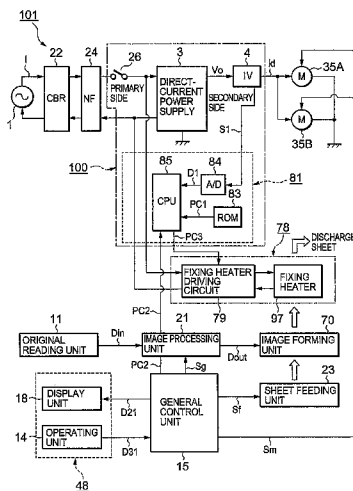 101
22
24
26
3
4
I
CBR
NF
PRIMARY SIDE
DIRECT-CURRENT POWER SUPPLY
Vo
IV
Id
M
35A
1
SECONDARY SIDE
M
35B
S1
100
85
84
81
CPU
D1
A/D
83
PC1
ROM
PC3
78
DISCHARGE SHEET
FIXING HEATER DRIVING CIRCUIT
FIXING HEATER
PC2
79
97
11
21
70
ORIGINAL READING UNIT
Din
IMAGE PROCESSING UNIT
Dout
IMAGE FORMING UNIT
PC2
Sg
23
18
DISPLAY UNIT
D21
GENERAL CONTROL UNIT
Sf
SHEET FEEDING UNIT
14
OPERATING UNIT
D31
Sm
48
15